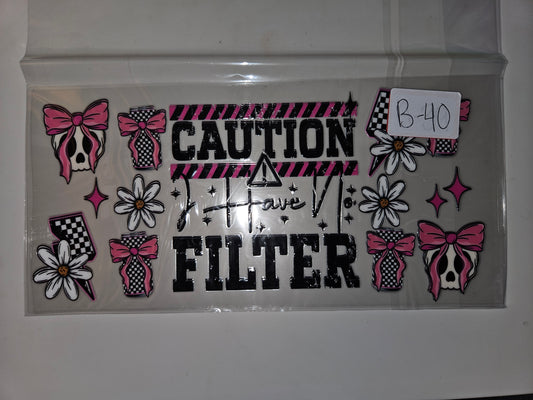 B-40
CAUTION
!
I Have No
FILTER